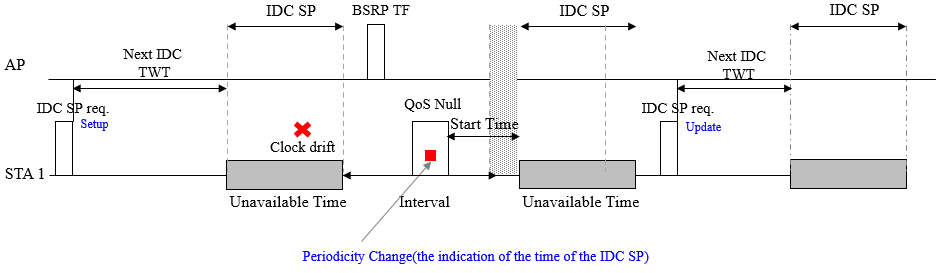 IDC SP
BSRP TF
IDC SP
IDC SP
AP
Next IDC
TWT
Next IDC
TWT
IDC SP req.
Setup
QoS Null
Start Time
IDC SP req.
Update
Clock drift
STA 1
Unavailable Time
Interval
Unavailable Time
Periodicity Change(the indication of the time of the IDC SP)